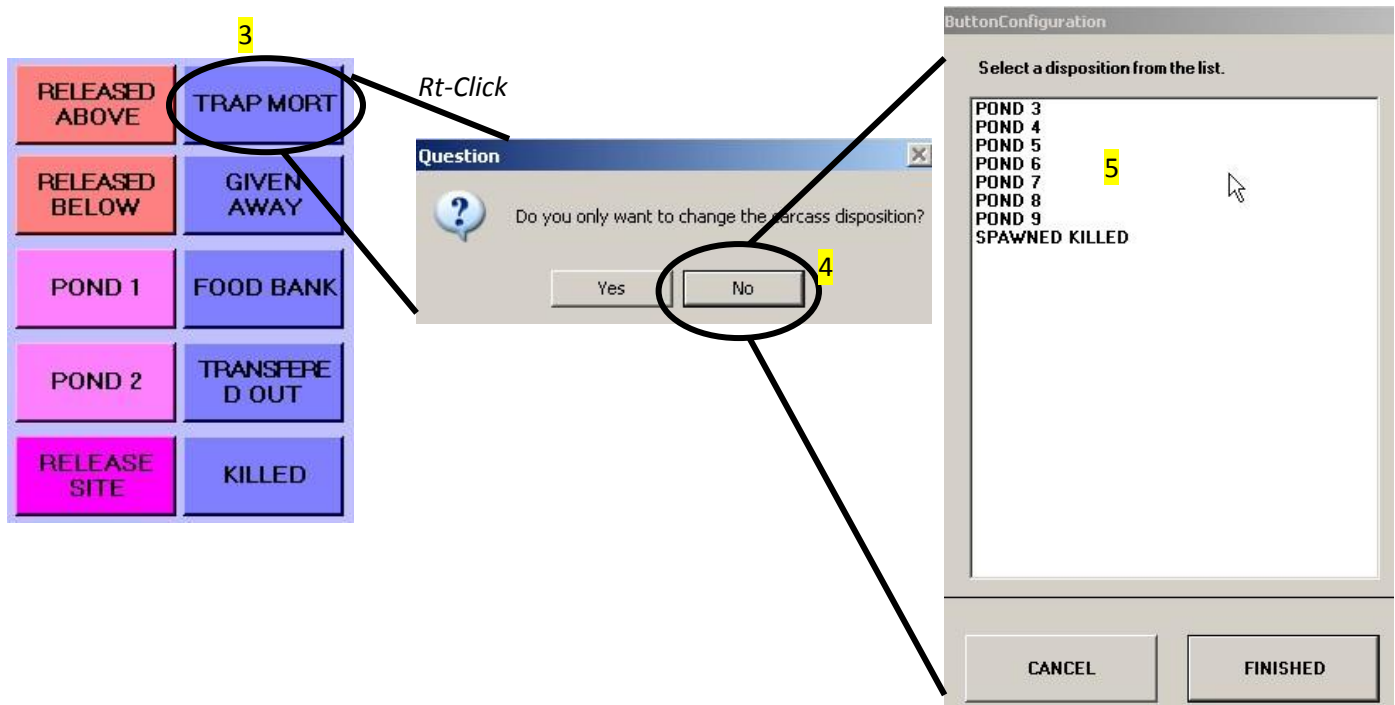 3
RELEASED
ABOVE
TRAP MORT
RELEASED
BELOW
GIVEN
AWAY
POND 1
FOOD BANK
POND 2
TRANSFERE
D OUT
RELEASE
SITE
KILLED
Rt-Click
Question
Do you only want to change the carcass disposition?
Yes
No
4
ButtonConfiguration
Select a disposition from the list.
POND 3
POND 4
POND 5
POND 6
POND 7
POND 8
POND 9
SPAWNED KILLED
5
CANCEL
FINISHED